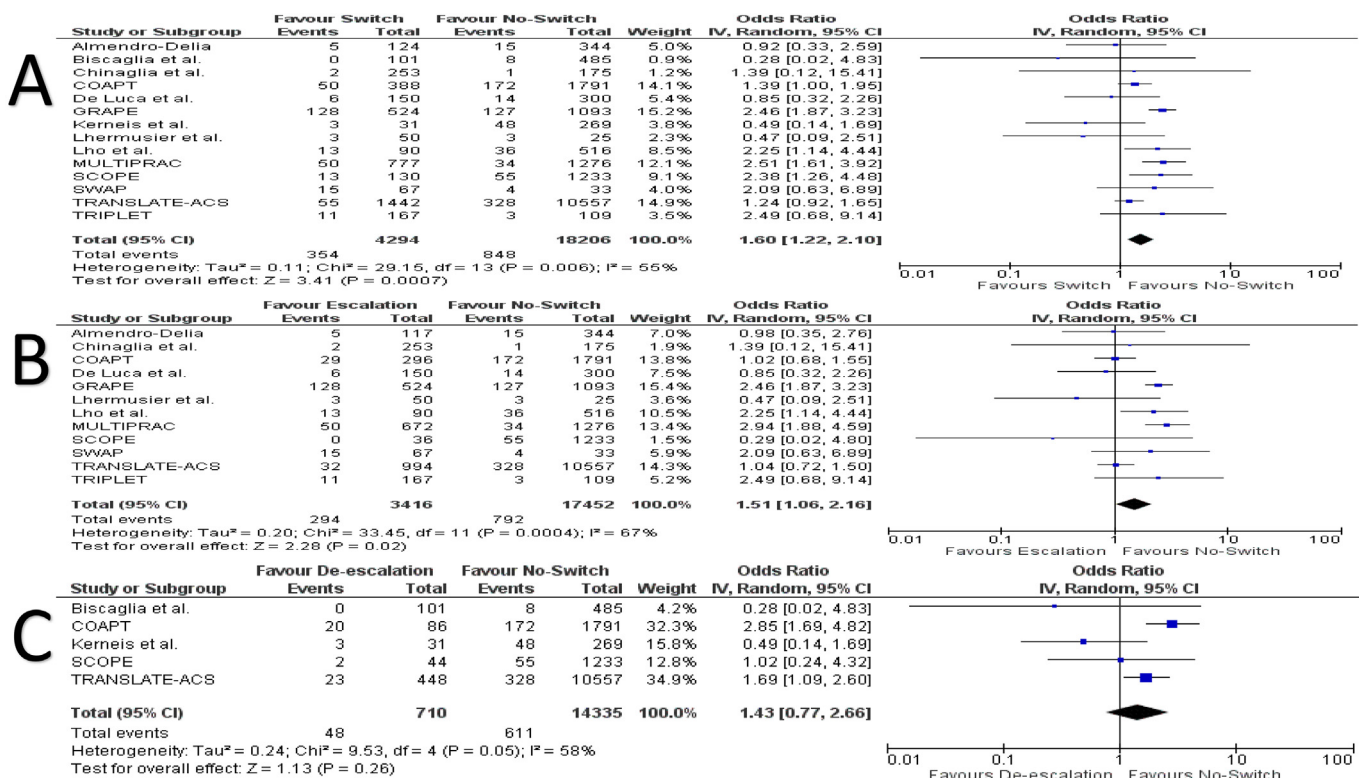 A
Favour Switch Favour No-Switch Odds Ratio Odds Ratio
Study or Subgroup Events Total Events Total Weight IV, Random, 95% CI IV, Random, 95% CI
Almendro-Delia 5 124 15 344 5.0% 0.92 [0.33, 2.59]
Biscaglia et al. 0 101 8 485 0.9% 0.28 [0.02, 4.83]
Chinaglia et al. 2 253 1 175 1.2% 1.39 [0.12, 15.41]
COAPT 50 388 172 1791 14.1% 1.39 [1.00, 1.95]
De Luca et al. 6 150 14 300 5.4% 0.85 [0.32, 2.26]
GRAPE 128 524 127 1093 15.2% 2.46 [1.87, 3.23]
Kerneis et al. 3 31 48 269 3.8% 0.49 [0.14, 1.69]
Lhermusier et al. 3 50 3 25 2.3% 0.47 [0.09, 2.51]
Lho et al. 13 90 36 516 8.6% 2.25 [1.14, 4.44]
MULTIPRAC 50 777 34 1276 12.1% 2.51 [1.61, 3.92]
SCOPE 13 130 55 1233 9.1% 2.38 [1.26, 4.48]
SWAP 15 67 4 33 4.0% 2.09 [0.63, 6.89]
TRANSLATE-ACS 55 1442 328 10557 14.9% 1.24 [0.92, 1.65]
TRIPLET 11 167 3 109 3.5% 2.49 [0.68, 9.14]
Total (95% CI) 4294 18206 100.0% 1.60 [1.22, 2.10]
Total events 354 848
Heterogeneity: Tau² = 0.11; Chi² = 29.15, df = 13 (P = 0.006); I² = 55%
Test for overall effect: Z = 3.41 (P = 0.0007)
0.01 0.1 1 10 100
Favours Switch Favours No-Switch
B
Favour Escalation Favour No-Switch Odds Ratio Odds Ratio
Study or Subgroup Events Total Events Total Weight IV, Random, 95% CI IV, Random, 95% CI
Almendro-Delia 5 117 15 344 7.0% 0.98 [0.35, 2.76]
Chinaglia et al. 2 253 1 175 1.9% 1.39 [0.12, 15.41]
COAPT 29 296 172 1791 13.8% 1.02 [0.68, 1.55]
De Luca et al. 6 150 14 300 7.5% 0.85 [0.32, 2.26]
GRAPE 128 524 127 1093 15.4% 2.46 [1.87, 3.23]
Lhermusier et al. 3 50 3 25 3.6% 0.47 [0.09, 2.51]
Lho et al. 13 90 36 516 10.5% 2.25 [1.14, 4.44]
MULTIPRAC 50 672 34 1276 13.4% 2.94 [1.88, 4.59]
SCOPE 0 36 55 1233 1.5% 0.29 [0.02, 4.80]
SWAP 15 67 4 33 5.9% 2.09 [0.63, 6.89]
TRANSLATE-ACS 32 994 328 10557 14.3% 1.04 [0.72, 1.50]
TRIPLET 11 167 3 109 5.2% 2.49 [0.68, 9.14]
Total (95% CI) 3416 17452 100.0% 1.51 [1.06, 2.16]
Total events 294 792
Heterogeneity: Tau² = 0.20; Chi² = 33.45, df = 11 (P = 0.0004); I² = 67%
Test for overall effect: Z = 2.28 (P = 0.02)
0.01 0.1 1 10 100
Favours Escalation Favours No-Switch
C
Favour De-escalation Favour No-Switch Odds Ratio Odds Ratio
Study or Subgroup Events Total Events Total Weight IV, Random, 95% CI IV, Random, 95% CI
Biscaglia et al. 0 101 8 485 4.2% 0.28 [0.02, 4.83]
COAPT 20 86 172 1791 32.3% 2.85 [1.69, 4.82]
Kerneis et al. 3 31 48 269 15.8% 0.49 [0.14, 1.69]
SCOPE 2 44 55 1233 12.8% 1.02 [0.24, 4.32]
TRANSLATE-ACS 23 448 328 10557 34.9% 1.69 [1.09, 2.60]
Total (95% CI) 710 14335 100.0% 1.43 [0.77, 2.66]
Total events 48 611
Heterogeneity: Tau² = 0.24; Chi² = 9.53, df = 4 (P = 0.05); I² = 58%
Test for overall effect: Z = 1.13 (P = 0.26)
0.01 0.1 1 10 100
Favours De-escalation Favours No-Switch